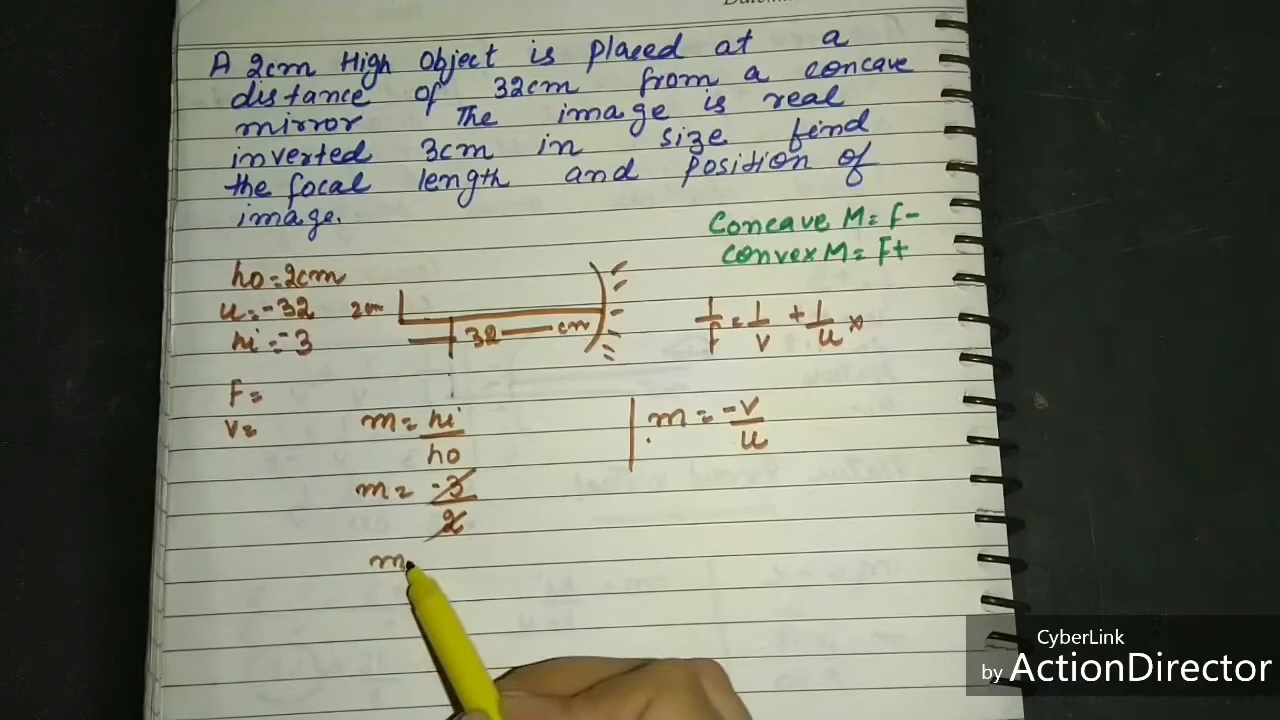 A 2cm High object is placed at a
distance of 32cm from a concave
mirror The image is real
inverted 3cm in size find
the focal length and position of
image.
Concave M = F-
Convex M = F+
ho = 2cm
u = -32
hi = -3
2cm
32 cm
1/F = 1/v + 1/u
F =
v =
m = hi/ho
m = -v/u
m = -3/2
m
CyberLink
by ActionDirector